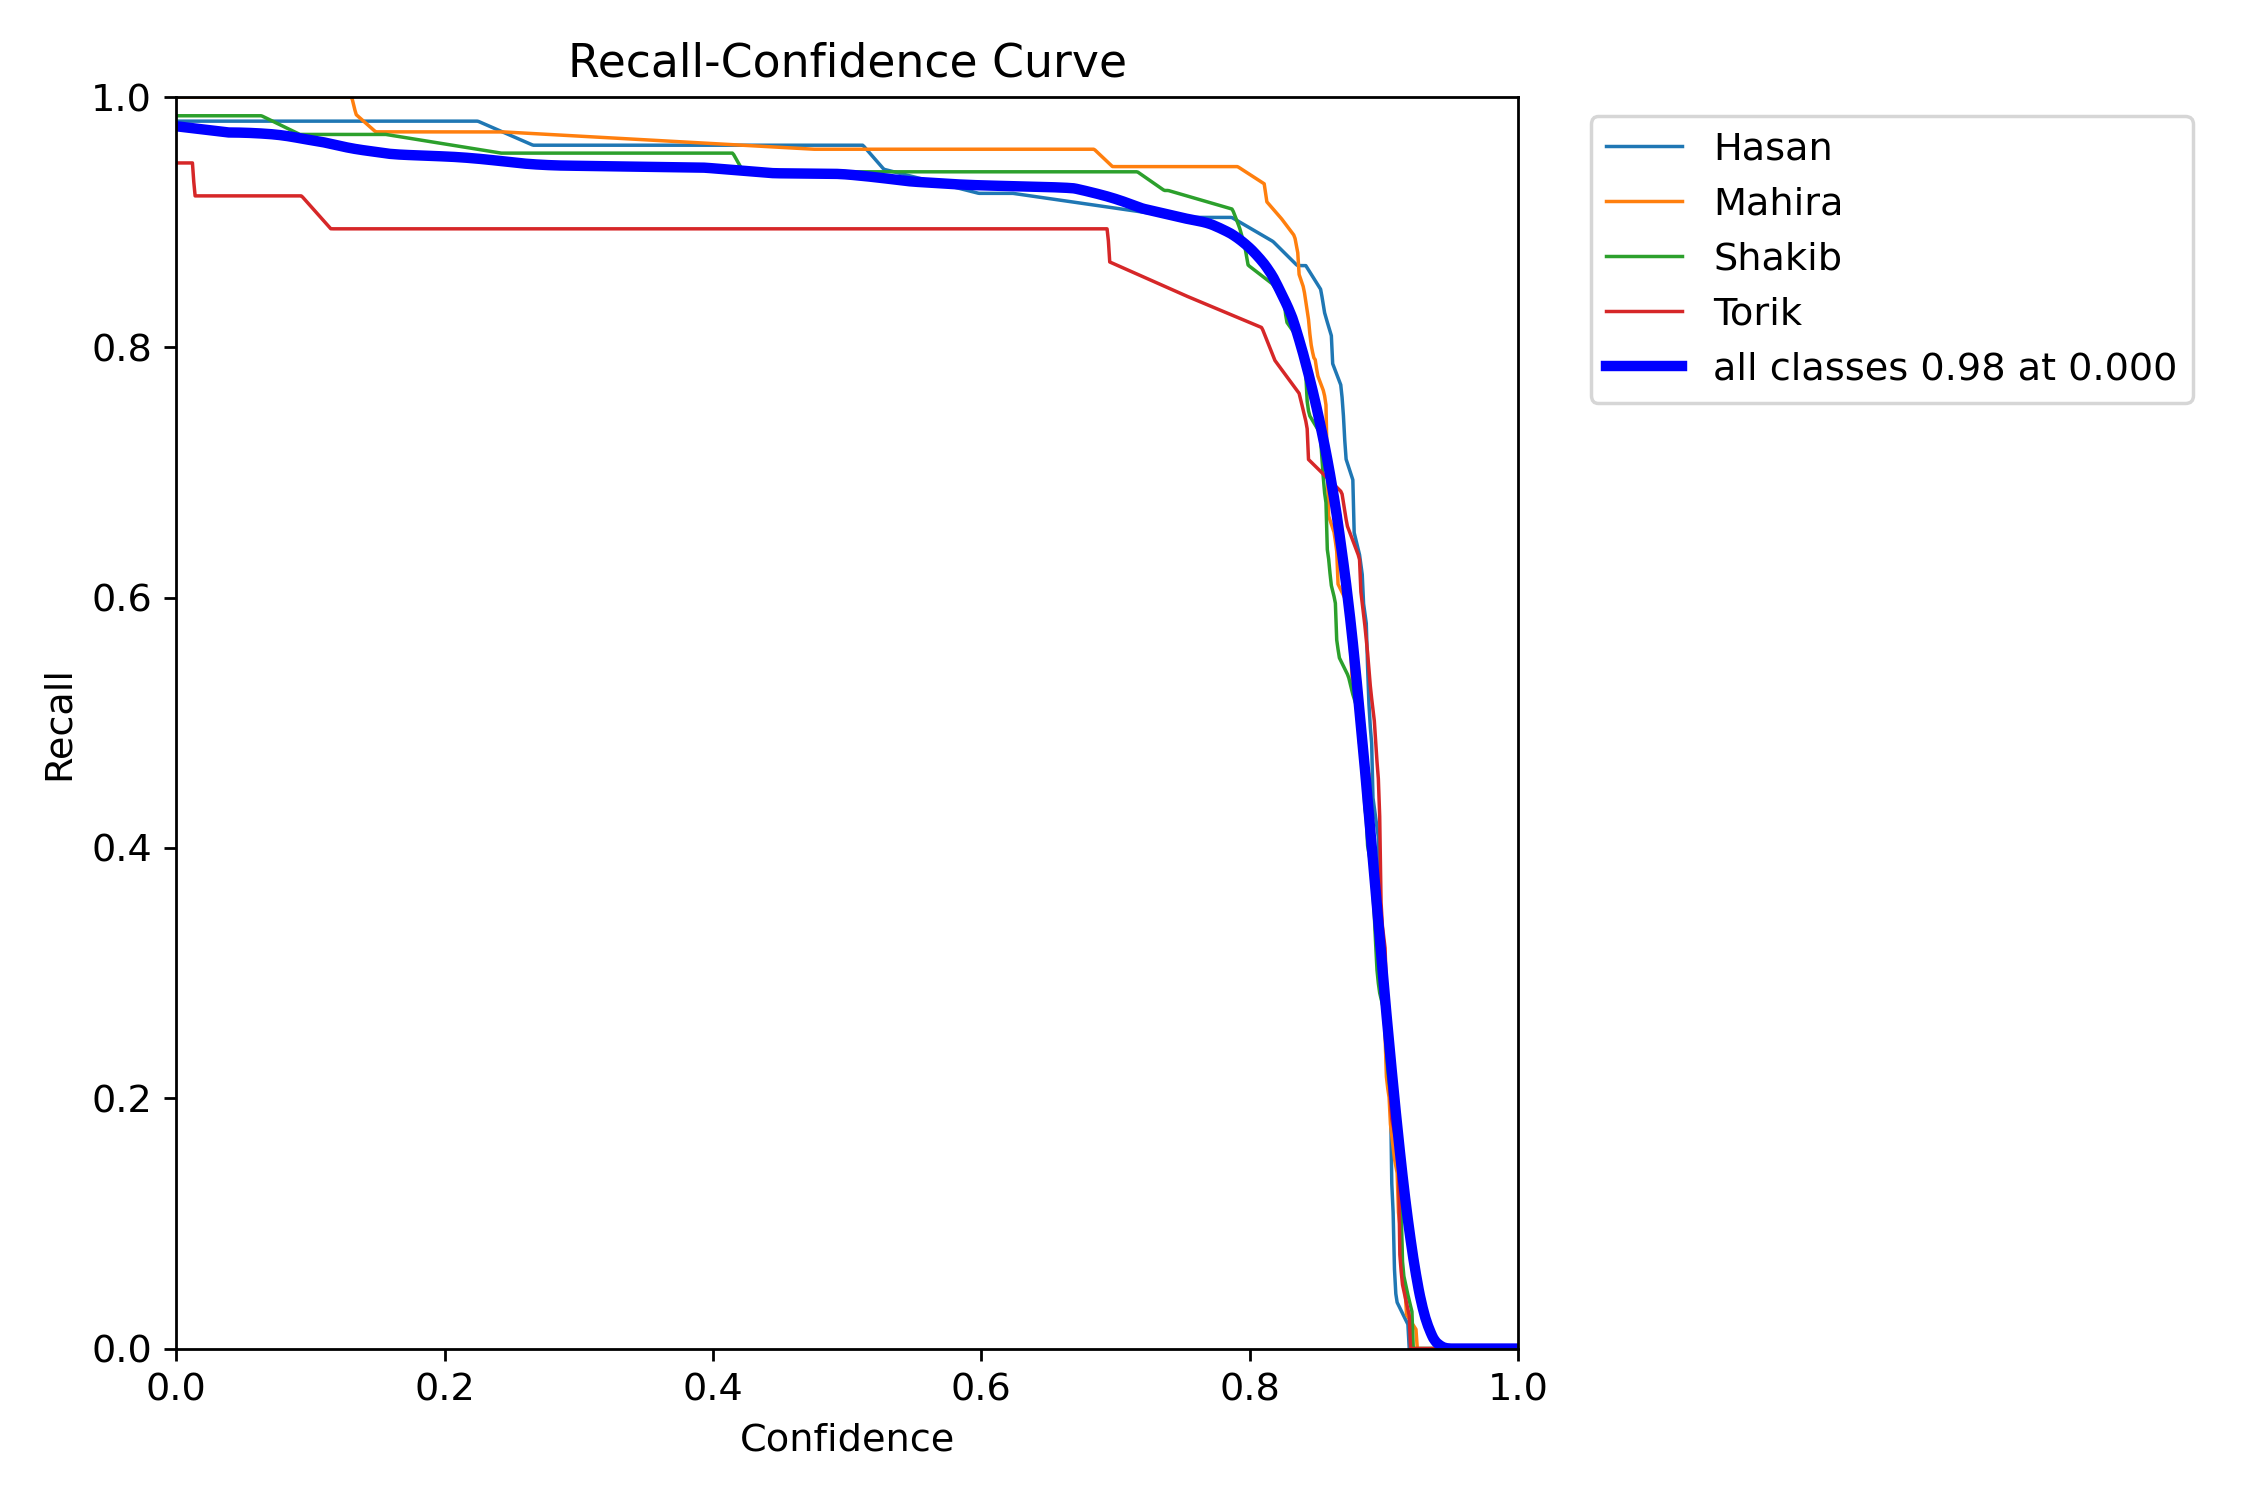 Recall-Confidence Curve
1.0
0.8
0.6
0.4
0.2
0.0
Recall
0.0 0.2 0.4 0.6 0.8 1.0
Confidence
Hasan
Mahira
Shakib
Torik
all classes 0.98 at 0.000